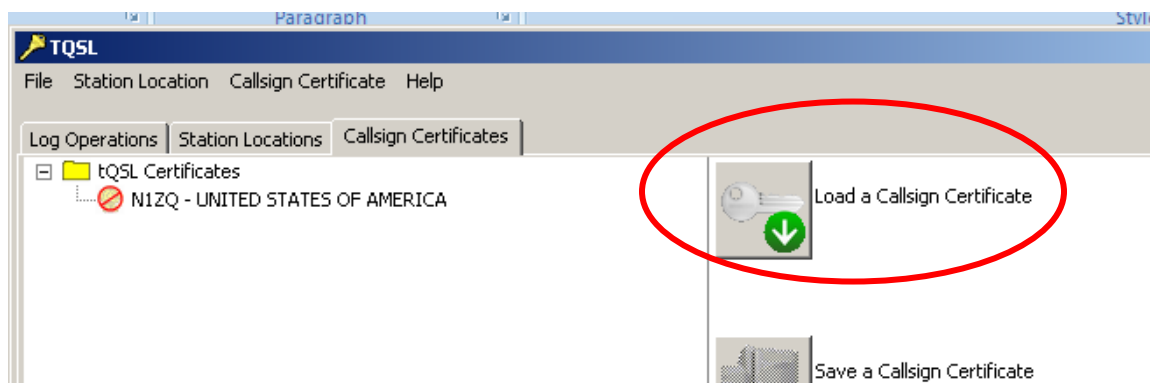 Paragraph Style
TQSL
File Station Location Callsign Certificate Help
Log Operations Station Locations Callsign Certificates
tQSL Certificates
N1ZQ - UNITED STATES OF AMERICA
Load a Callsign Certificate
Save a Callsign Certificate